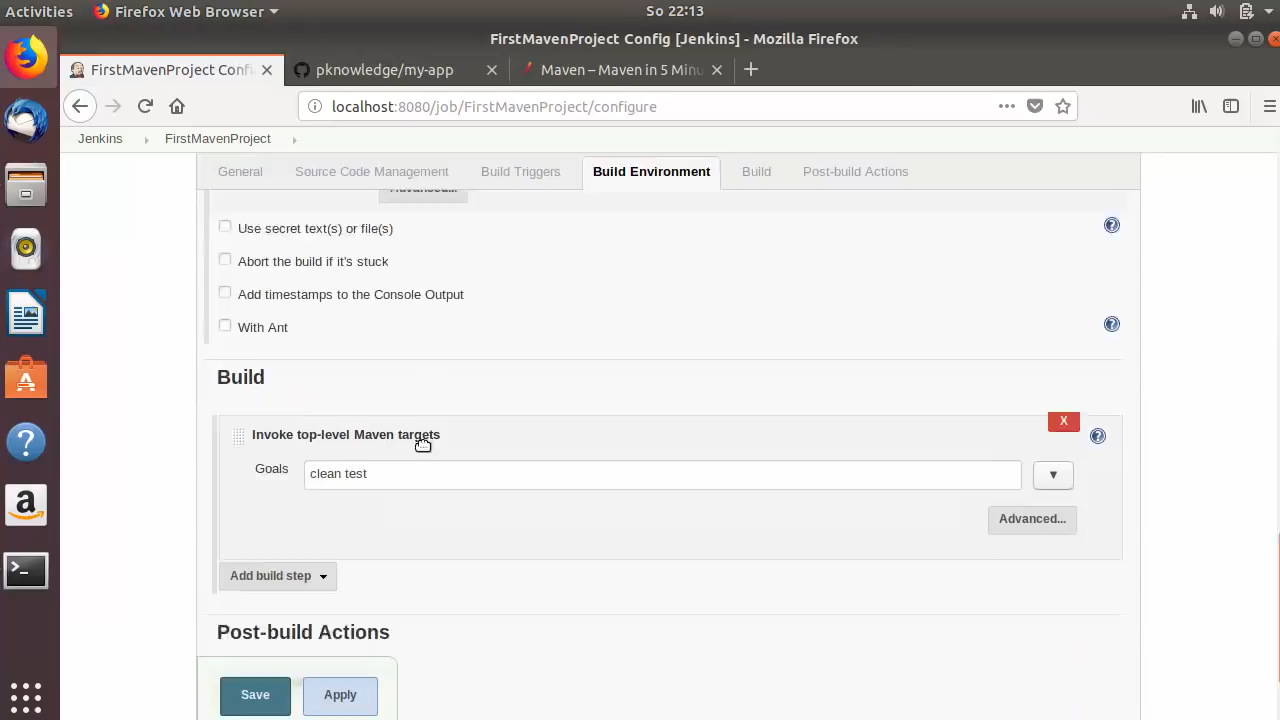 Activities Firefox Web Browser So 22:13
FirstMavenProject Config [Jenkins] - Mozilla Firefox
FirstMavenProject Confi pknowledge/my-app Maven – Maven in 5 Minu
localhost:8080/job/FirstMavenProject/configure
Jenkins FirstMavenProject
General Source Code Management Build Triggers Build Environment Build Post-build Actions
Advanced...
Use secret text(s) or file(s)
Abort the build if it's stuck
Add timestamps to the Console Output
With Ant
Build
X
Invoke top-level Maven targets
Goals clean test
Advanced...
Add build step
Post-build Actions
Save Apply